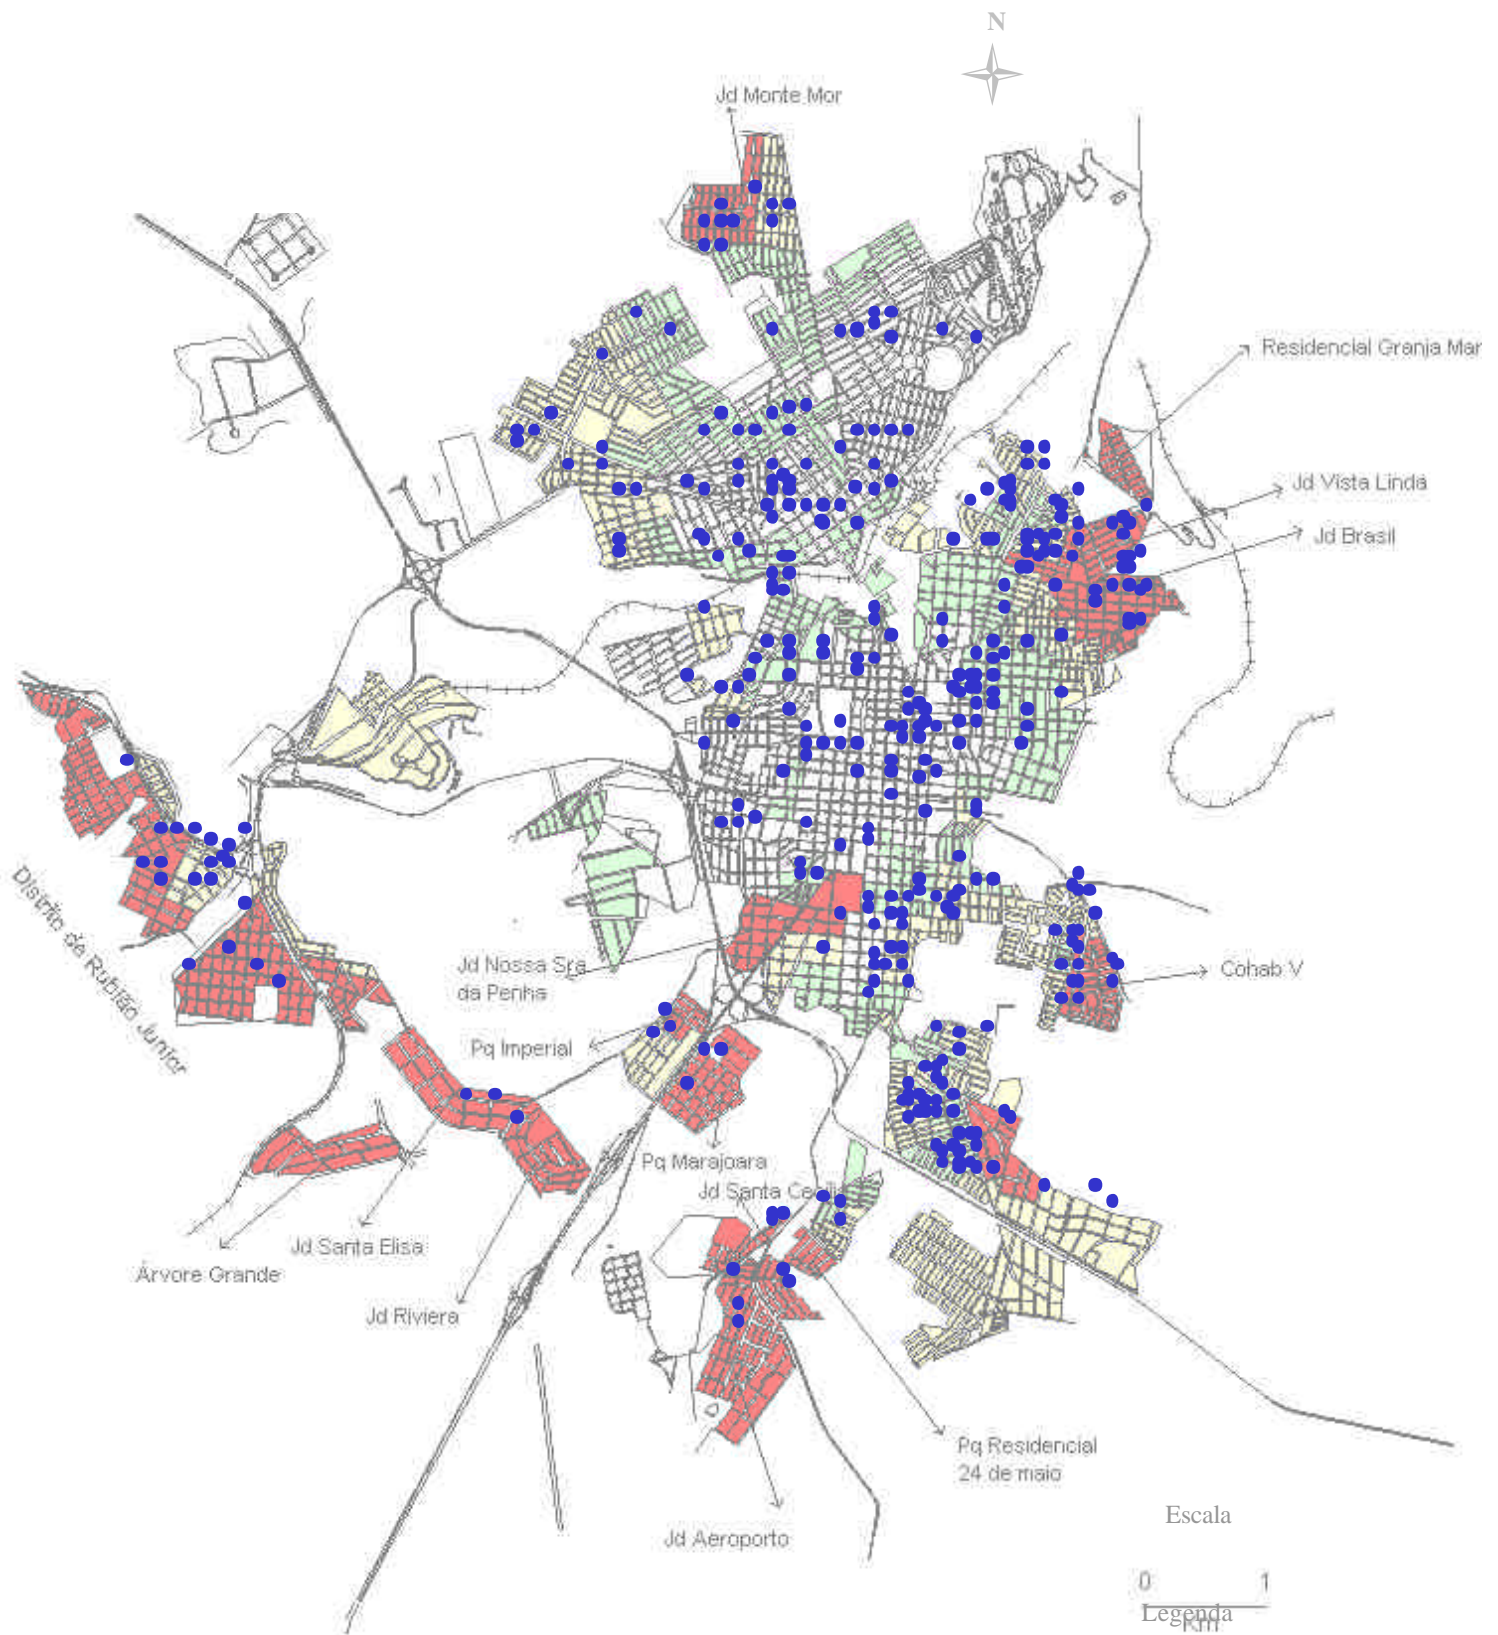 N
Jd Monte Mor
Residencial Granja Mar
Jd Vista Linda
Jd Brasil
Distrito de Rubião Junior
Jd Nossa Sra
da Penha
Cohab V
Pq Imperial
Pq Marajoara
Jd Santa Cecília
Jd Santa Elisa
Árvore Grande
Jd Riviera
Pq Residencial
24 de maio
Jd Aeroporto
Escala
0 1
Km
Legenda